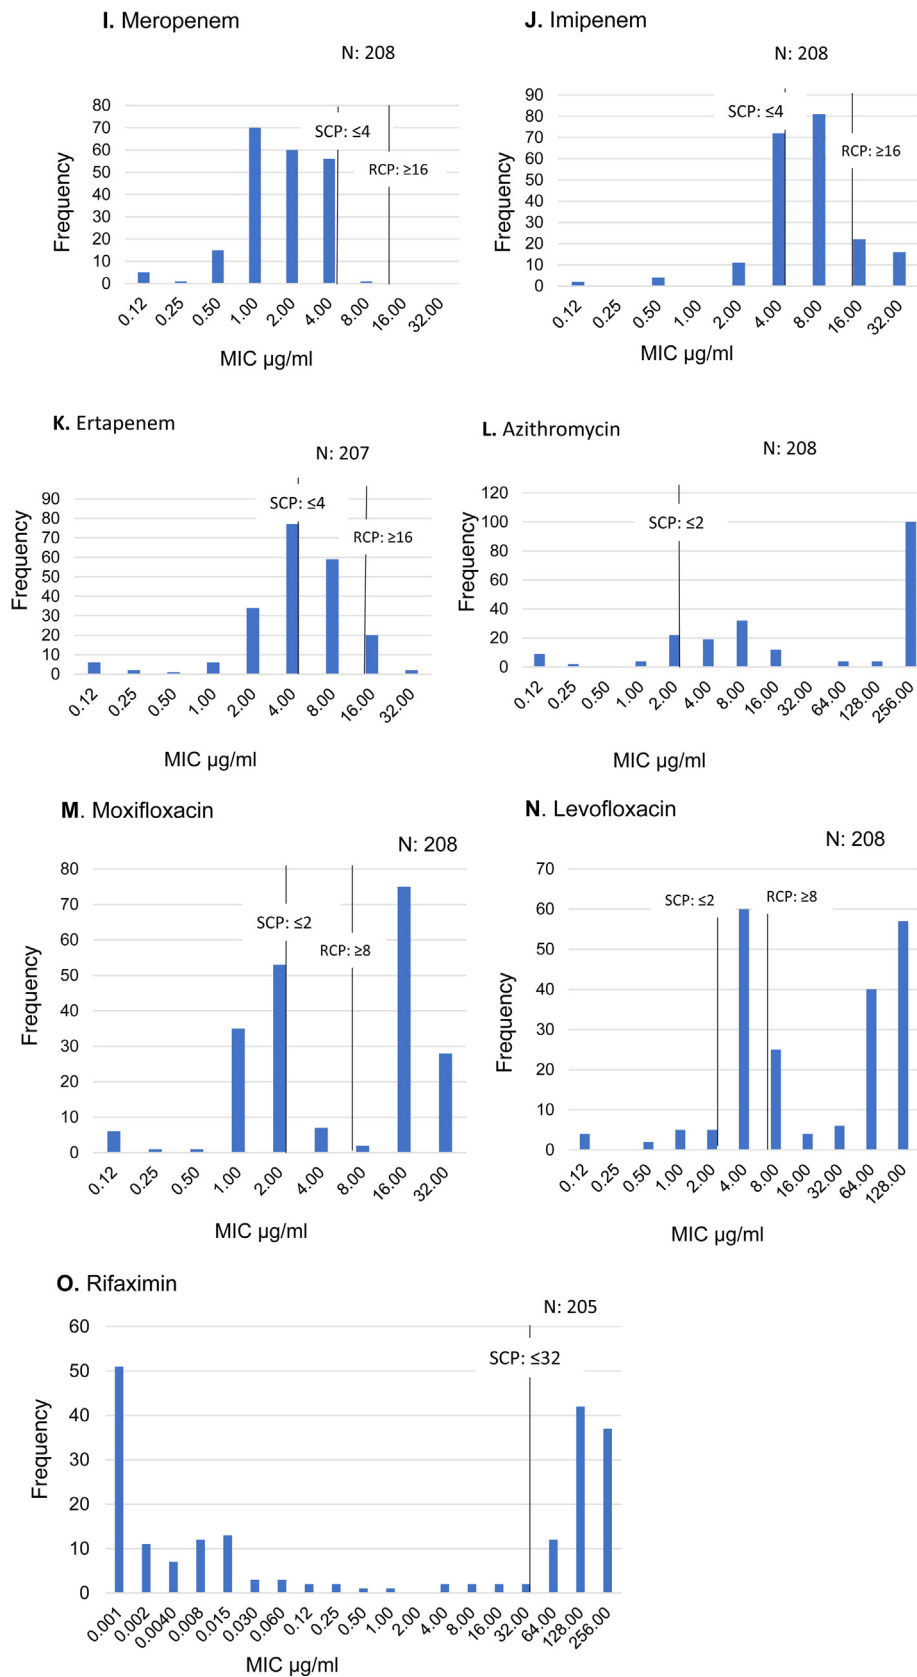 I. Meropenem
N: 208
80
70
60
50
40
30
20
10
0
Frequency
SCP: ≤4
RCP: ≥16
0.12 0.25 0.50 1.00 2.00 4.00 8.00 16.00 32.00
MIC µg/ml
J. Imipenem
N: 208
90
80
70
60
50
40
30
20
10
0
Frequency
SCP: ≤4
RCP: ≥16
0.12 0.25 0.50 1.00 2.00 4.00 8.00 16.00 32.00
MIC µg/ml
K. Ertapenem
N: 207
90
80
70
60
50
40
30
20
10
0
Frequency
SCP: ≤4
RCP: ≥16
0.12 0.25 0.50 1.00 2.00 4.00 8.00 16.00 32.00
MIC µg/ml
L. Azithromycin
N: 208
120
100
80
60
40
20
0
Frequency
SCP: ≤2
0.12 0.25 0.50 1.00 2.00 4.00 8.00 16.00 32.00 64.00 128.00 256.00
MIC µg/ml
M. Moxifloxacin
N: 208
80
70
60
50
40
30
20
10
0
Frequency
SCP: ≤2
RCP: ≥8
0.12 0.25 0.50 1.00 2.00 4.00 8.00 16.00 32.00
MIC µg/ml
N. Levofloxacin
N: 208
70
60
50
40
30
20
10
0
Frequency
SCP: ≤2
RCP: ≥8
0.12 0.25 0.50 1.00 2.00 4.00 8.00 16.00 32.00 64.00 128.00
MIC µg/ml
O. Rifaximin
N: 205
60
50
40
30
20
10
0
Frequency
SCP: ≤32
0.001 0.002 0.0040 0.008 0.015 0.030 0.060 0.12 0.25 0.50 1.00 2.00 4.00 8.00 16.00 32.00 64.00 128.00 256.00
MIC µg/ml